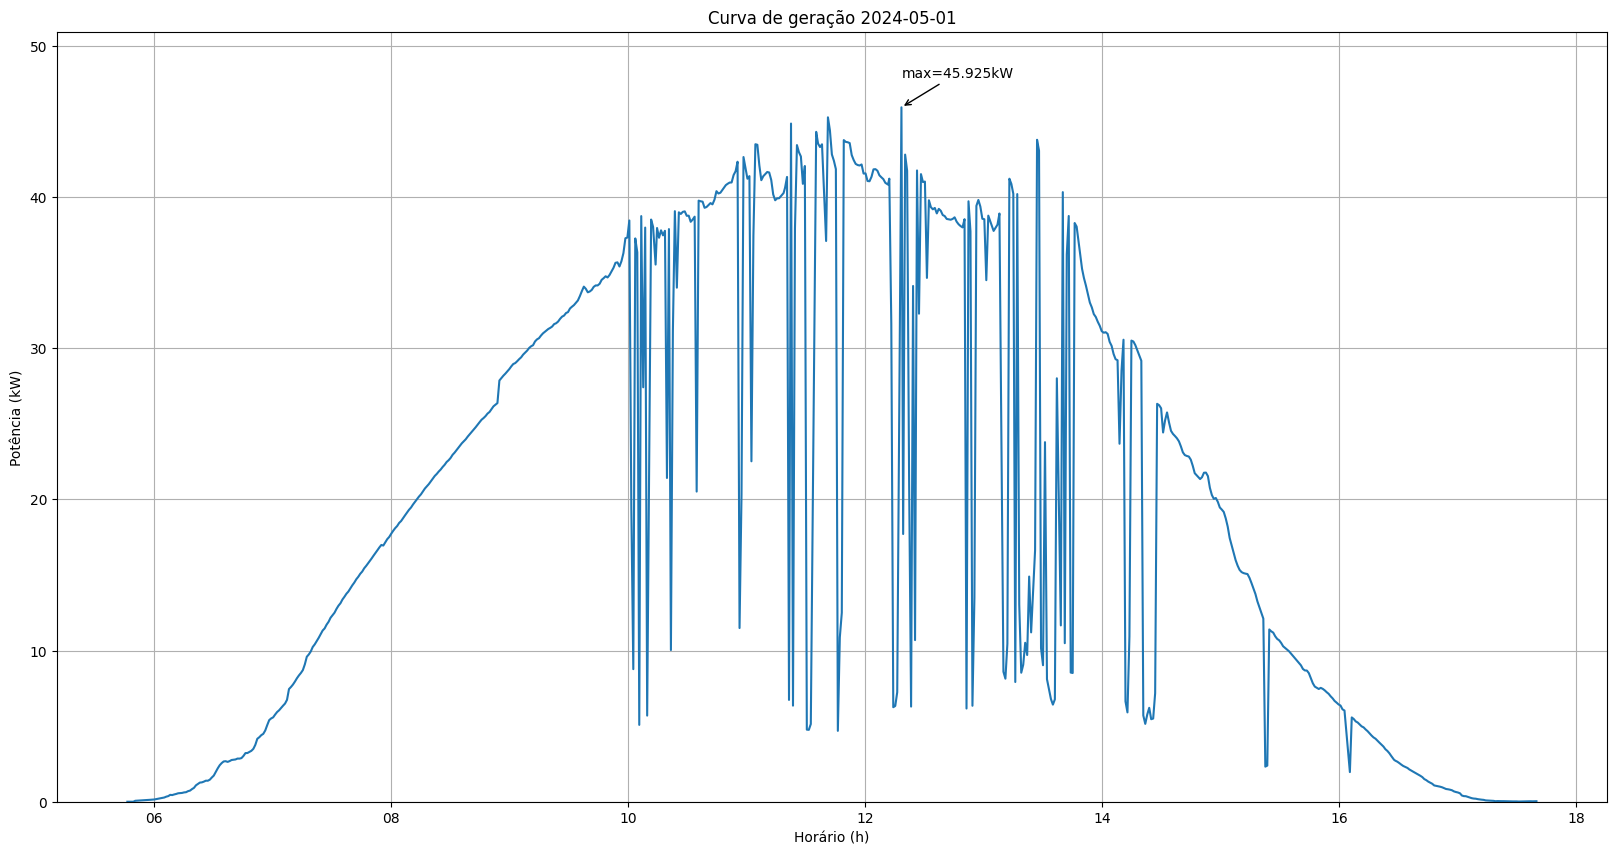 Curva de geração 2024-05-01
max=45.925kW
Potência (kW)
50
40
30
20
10
0
06 08 10 12 14 16 18
Horário (h)